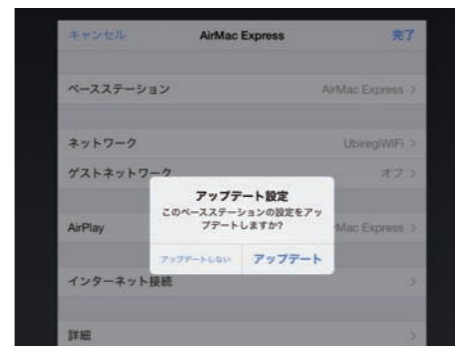 キャンセル AirMac Express 完了
ベースステーション AirMac Express
ネットワーク UbiregiWiFi
ゲストネットワーク オフ
アップデート設定
このベースステーションの設定をアッ
プデートしますか?
AirPlay Mac Express
アップデートしない アップデート
インターネット接続
詳細